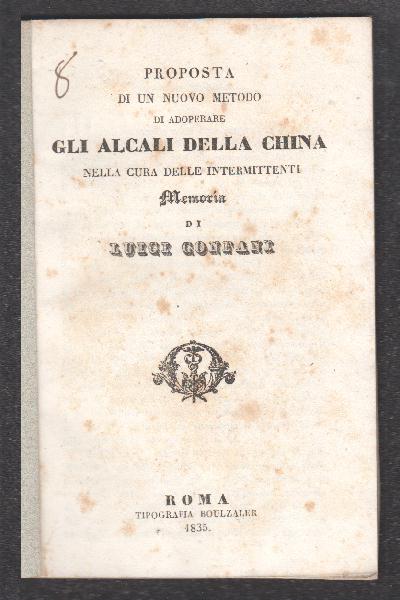 8
PROPOSTA
DI UN NUOVO METODO
DI ADOPERARE
GLI ALCALI DELLA CHINA
NELLA CURA DELLE INTERMITTENTI
Memoria
DI
LUIGI GONFANI
ROMA
TIPOGRAFIA BOULZALER
1835.